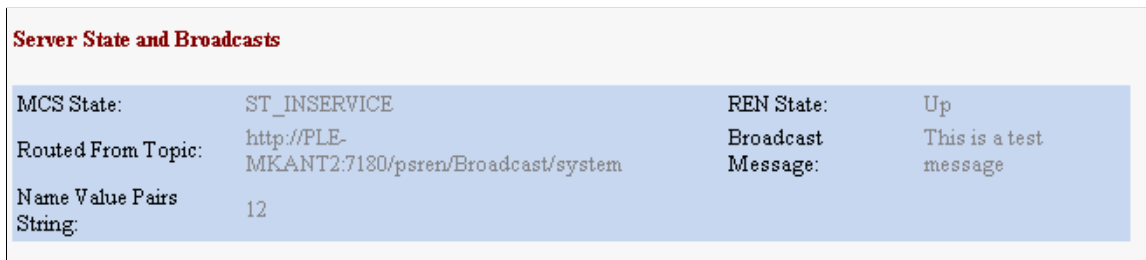 Server State and Broadcasts
MCS State: ST_INSERVICE REN State: Up
Routed From Topic: http://PLE-
MKANT2:7180/psren/Broadcast/system
Broadcast
Message:
This is a test
message
Name Value Pairs
String:
12